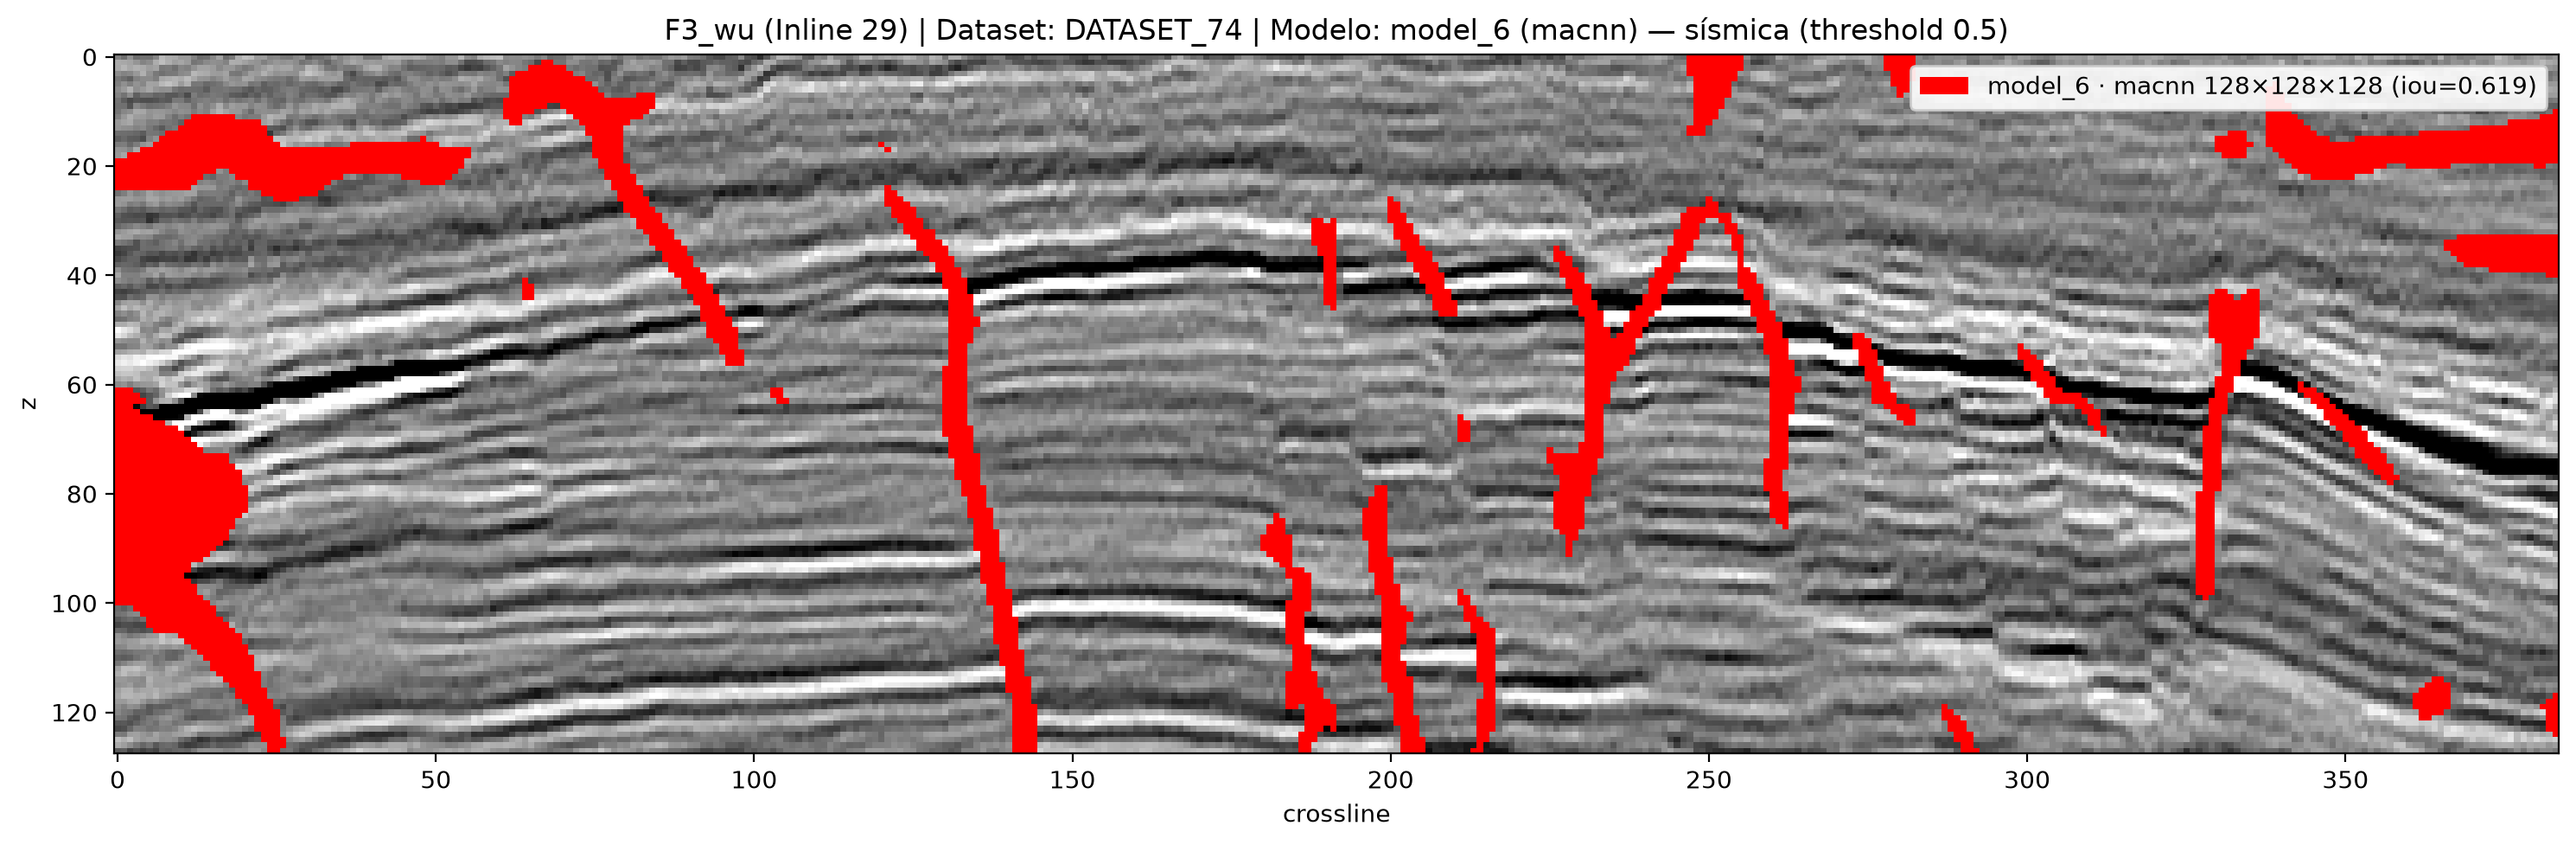 F3_wu (Inline 29) | Dataset: DATASET_74 | Modelo: model_6 (macnn) — sísmica (threshold 0.5)
model_6 · macnn 128×128×128 (iou=0.619)
0
20
40
60
80
100
120
z
0 50 100 150 200 250 300 350
crossline